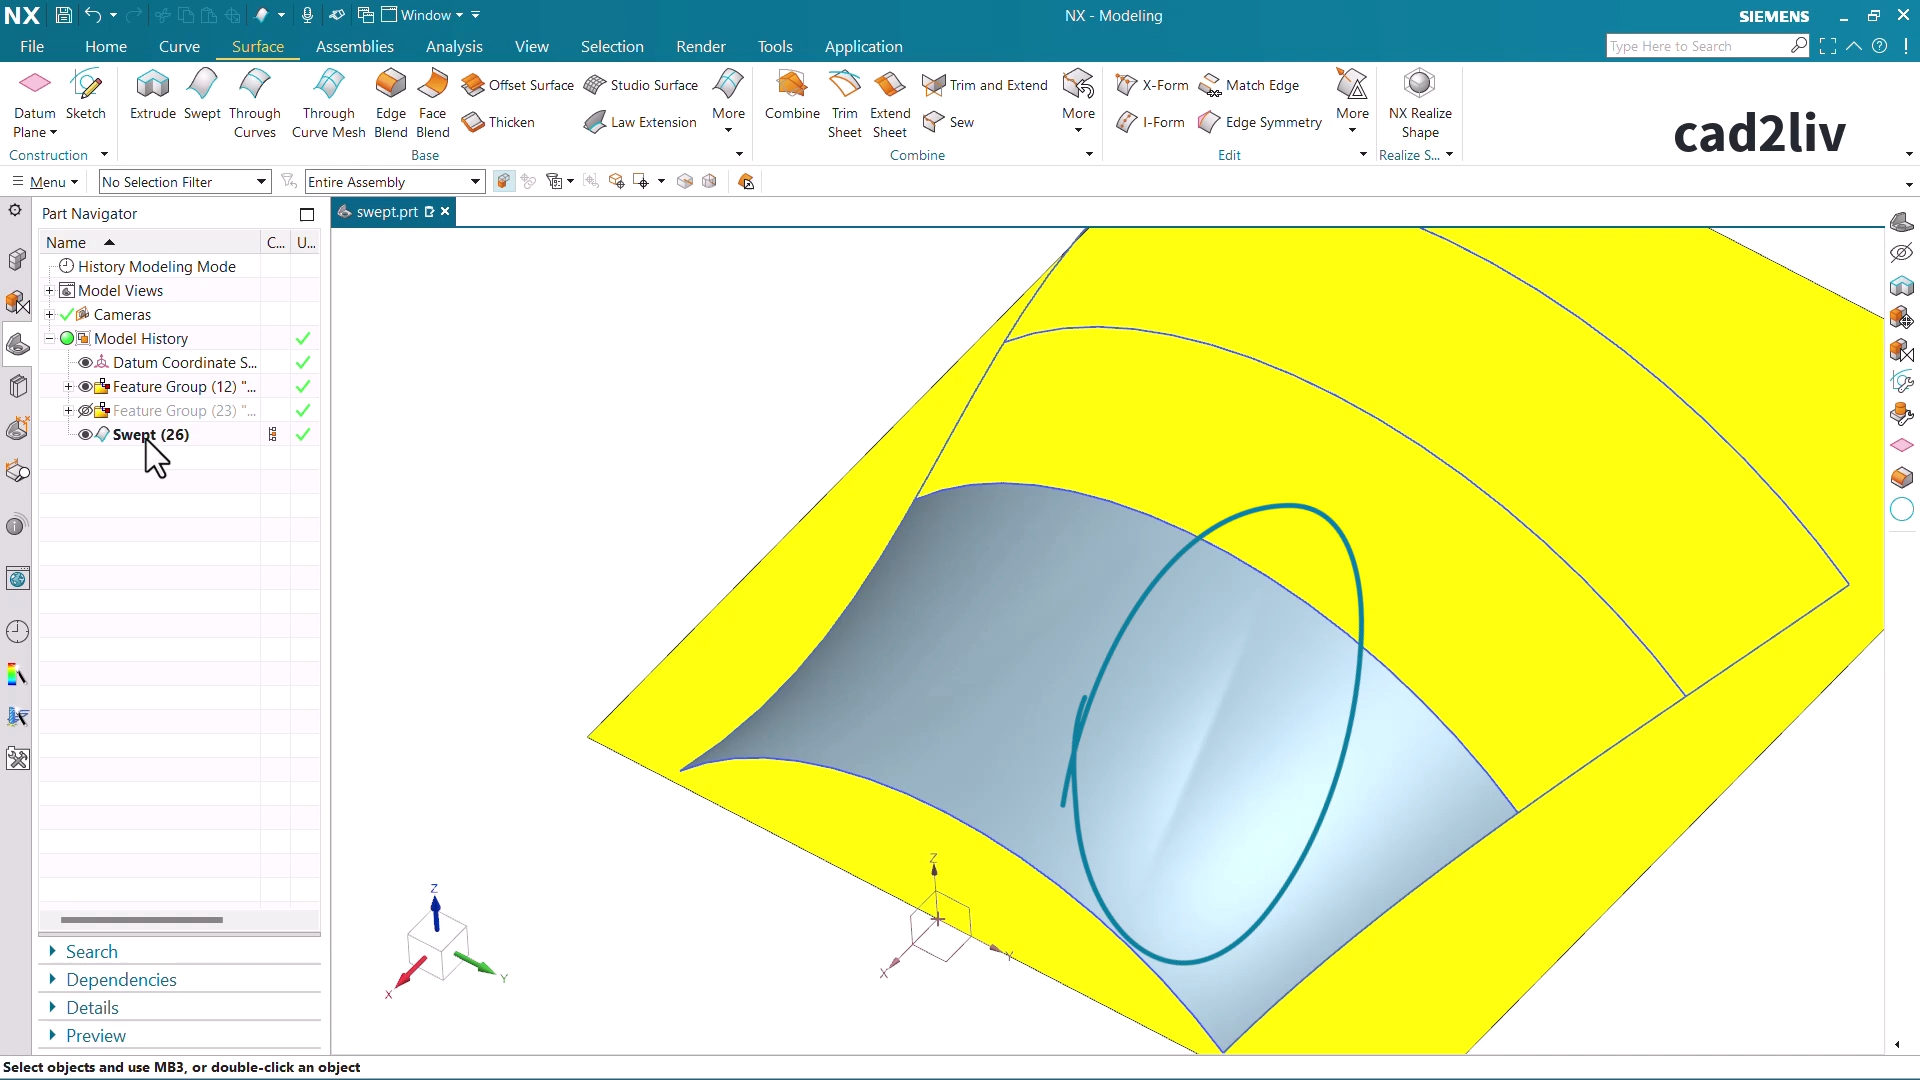 NX
Window
NX - Modeling
SIEMENS
File
Home
Curve
Surface
Assemblies
Analysis
View
Selection
Render
Tools
Application
Type Here to Search
Datum
Plane
Sketch
Extrude
Swept
Through
Curves
Through
Curve Mesh
Edge
Blend
Face
Blend
Offset Surface
Thicken
Studio Surface
Law Extension
More
Combine
Trim
Sheet
Extend
Sheet
Trim and Extend
Sew
More
X-Form
I-Form
Match Edge
Edge Symmetry
More
NX Realize
Shape
cad2liv
Construction
Base
Combine
Edit
Realize S...
Menu
No Selection Filter
Entire Assembly
Part Navigator
swept.prt
Name
C...
U...
History Modeling Mode
Model Views
Cameras
Model History
Datum Coordinate S...
Feature Group (12) "...
Feature Group (23) "...
Swept (26)
Z
X
Y
Z
X
Y
Search
Dependencies
Details
Preview
Select objects and use MB3, or double-click an object